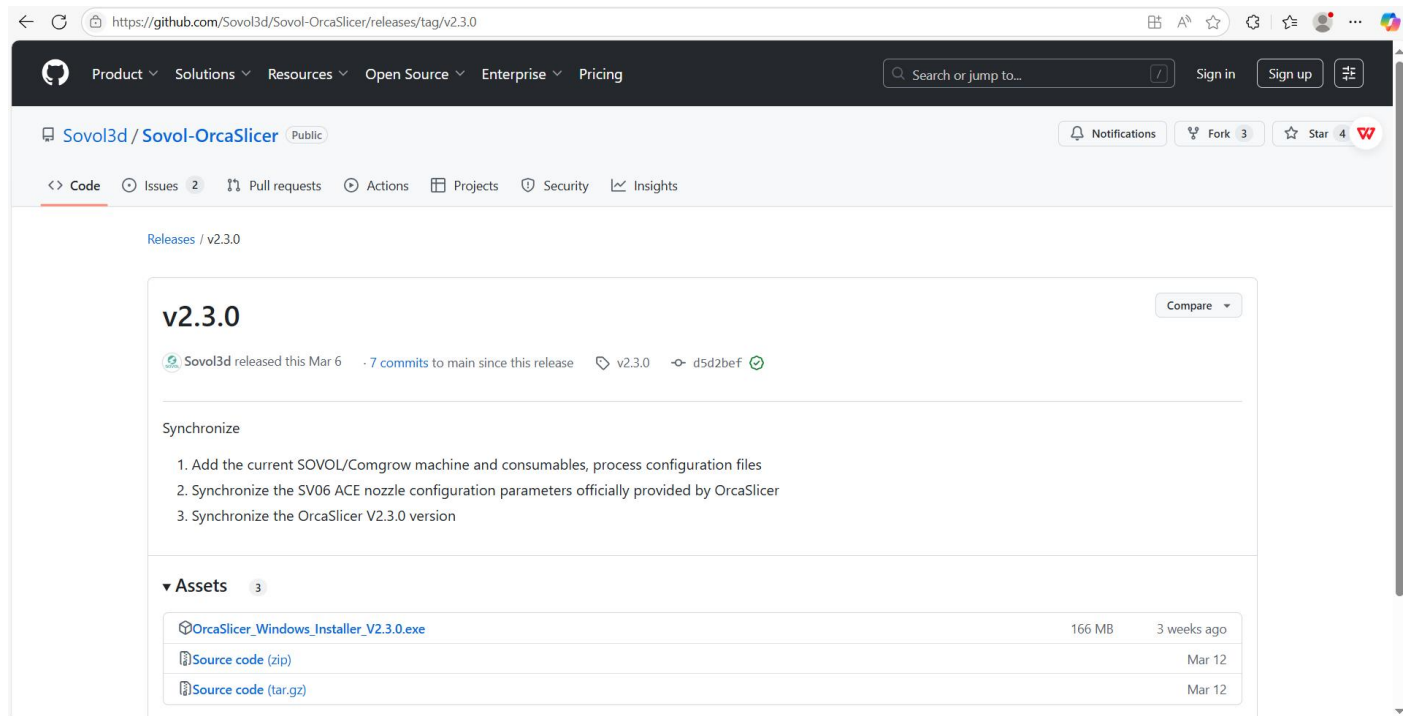 https://github.com/Sovol3d/Sovol-OrcaSlicer/releases/tag/v2.3.0
Product Solutions Resources Open Source Enterprise Pricing Search or jump to... / Sign in Sign up
Sovol3d / Sovol-OrcaSlicer Public Notifications Fork 3 Star 4
Code Issues 2 Pull requests Actions Projects Security Insights
Releases / v2.3.0
v2.3.0 Compare
Sovol3d released this Mar 6 · 7 commits to main since this release v2.3.0 d5d2bef
Synchronize
1. Add the current SOVOL/Comgrow machine and consumables, process configuration files
2. Synchronize the SV06 ACE nozzle configuration parameters officially provided by OrcaSlicer
3. Synchronize the OrcaSlicer V2.3.0 version
Assets 3
OrcaSlicer_Windows_Installer_V2.3.0.exe 166 MB 3 weeks ago
Source code (zip) Mar 12
Source code (tar.gz) Mar 12